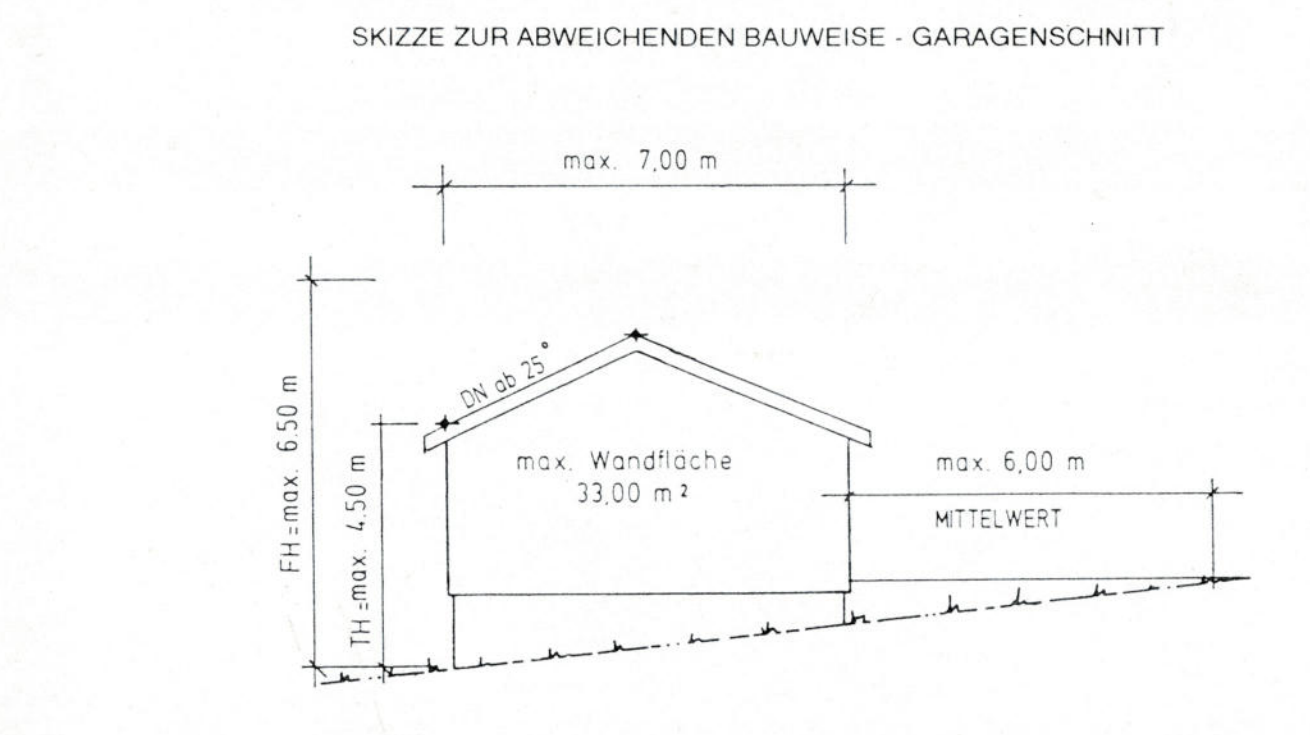 SKIZZE ZUR ABWEICHENDEN BAUWEISE - GARAGENSCHNITT
max. 7,00 m
DN ab 25°
FH = max. 6.50 m
TH = max. 4.50 m
max. Wandfläche
33,00 m²
max. 6,00 m
MITTELWERT